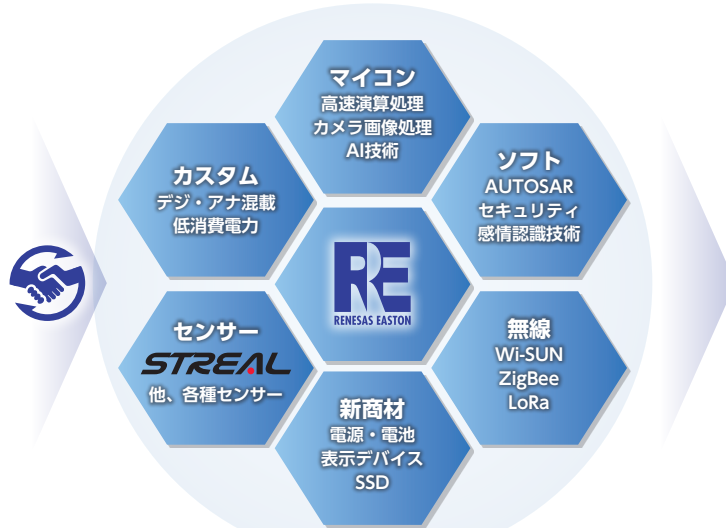 マイコン
高速演算処理
カメラ画像処理
AI技術
カスタム
デジ・アナ混載
低消費電力
ソフト
AUTOSAR
セキュリティ
感情認識技術
RE
RENESAS EASTON
センサー
STREAL
他、各種センサー
無線
Wi-SUN
ZigBee
LoRa
新商材
電源・電池
表示デバイス
SSD